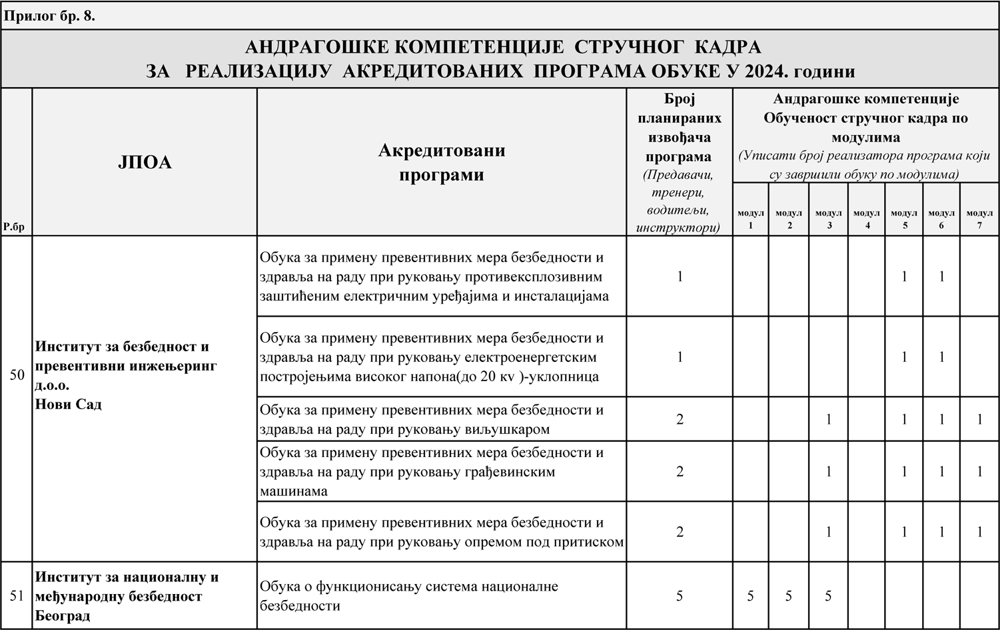 Прилог бр. 8.
АНДРАГОШКЕ КОМПЕТЕНЦИЈЕ СТРУЧНОГ КАДРА
ЗА РЕАЛИЗАЦИЈУ АКРЕДИТОВАНИХ ПРОГРАМА ОБУКЕ У 2024. години
Р.бр
ЈПОА
Акредитовани
програми
Број
планираних
извођача
програма
(Предавачи,
тренери,
водитељи,
инструктори)
Андрагошке компетенције
Обученост стручног кадра по
модулима
(Уписати број реализатора програма који
су завршили обуку по модулима)
модул
1
модул
2
модул
3
модул
4
модул
5
модул
6
модул
7
50
Институт за безбедност и
превентивни инжењеринг
д.о.о.
Нови Сад
Обука за примену превентивних мера безбедности и
здравља на раду при руковању противексплозивним
заштићеним електричним уређајима и инсталацијама
1 1 1
Обука за примену превентивних мера безбедности и
здравља на раду при руковању електроенергетским
постројењима високог напона(до 20 кv )-уклопница
1 1 1
Обука за примену превентивних мера безбедности и
здравља на раду при руковању виљушкаром
2 1 1 1 1
Обука за примену превентивних мера безбедности и
здравља на раду при руковању грађевинским
машинама
2 1 1 1 1
Обука за примену превентивних мера безбедности и
здравља на раду при руковању опремом под притиском
2 1 1 1 1
51
Институт за националну и
међународну безбедност
Београд
Обука о функционисању система националне
безбедности
5 5 5 5